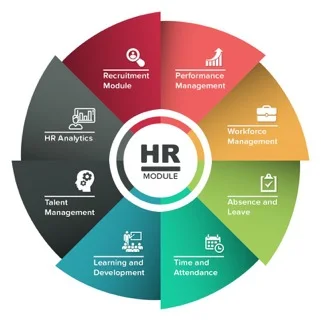 Recruitment
Module
Performance
Management
HR Analytics
Workforce
Management
HR
MODULE
Talent
Management
Absence and
Leave
Learning and
Development
Time and
Attendance